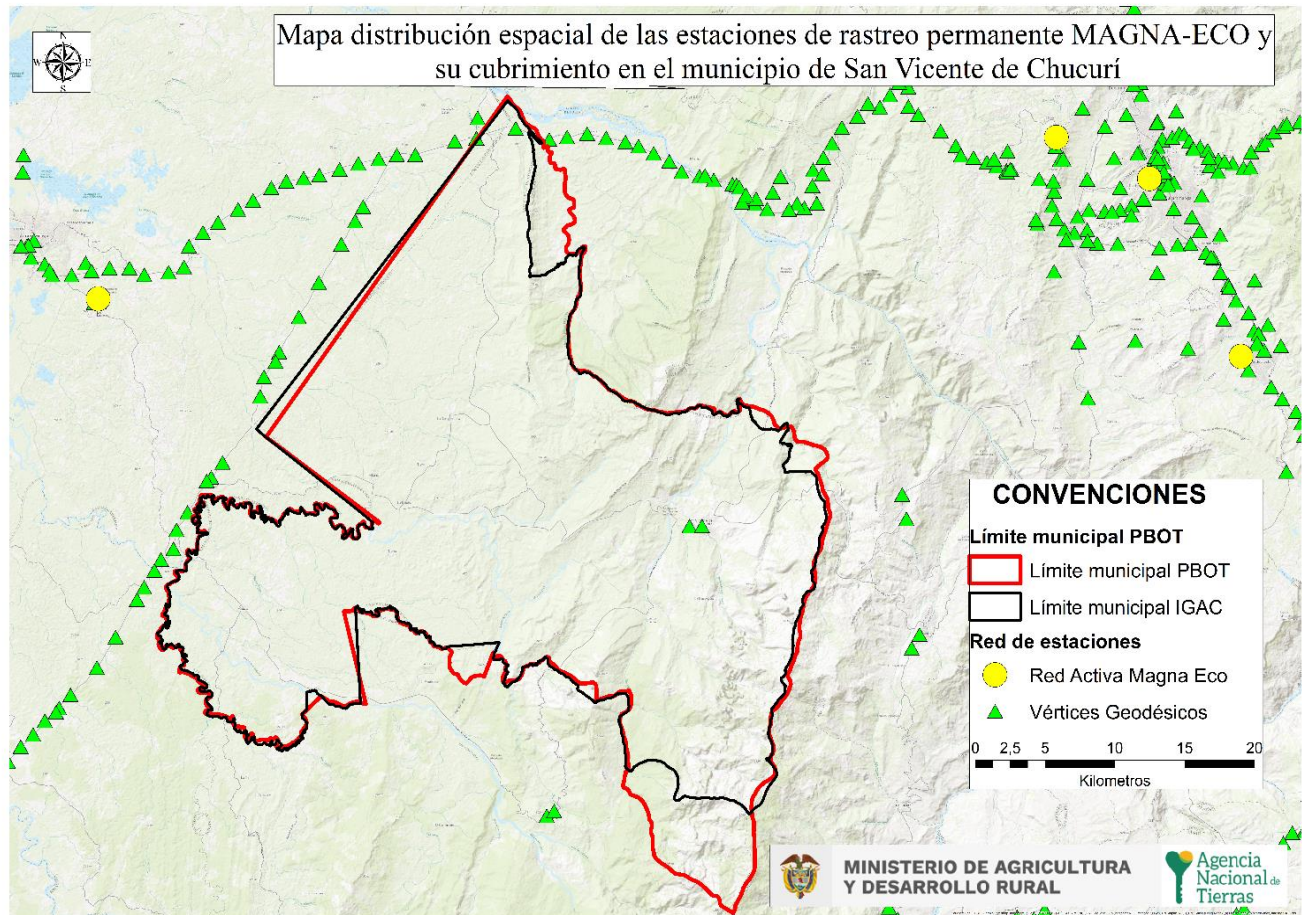 Mapa distribución espacial de las estaciones de rastreo permanente MAGNA-ECO y
su cubrimiento en el municipio de San Vicente de Chucurí
N
W
E
S
CONVENCIONES
Límite municipal PBOT
Límite municipal PBOT
Límite municipal IGAC
Red de estaciones
Red Activa Magna Eco
Vértices Geodésicos
0 2,5 5 10 15 20
Kilometros
MINISTERIO DE AGRICULTURA
Y DESARROLLO RURAL
Agencia
Nacional de
Tierras